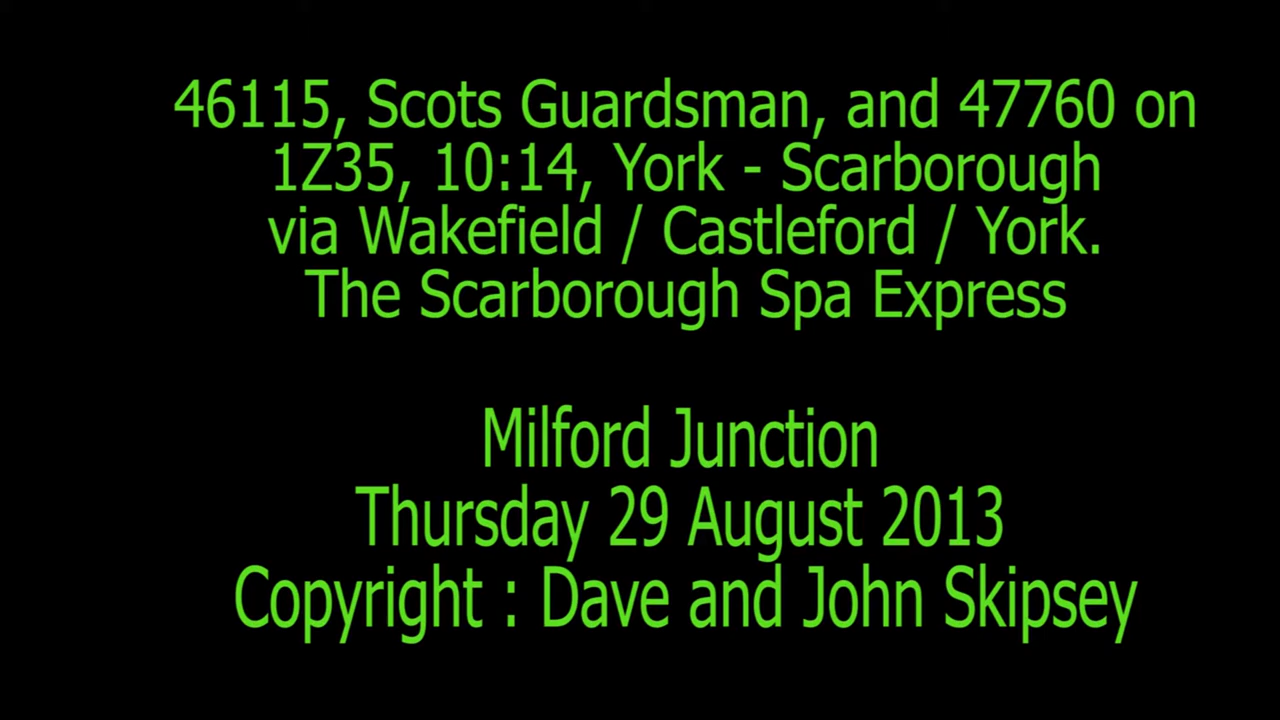 46115, Scots Guardsman, and 47760 on
1Z35, 10:14, York - Scarborough
via Wakefield / Castleford / York.
The Scarborough Spa Express
Milford Junction
Thursday 29 August 2013
Copyright : Dave and John Skipsey